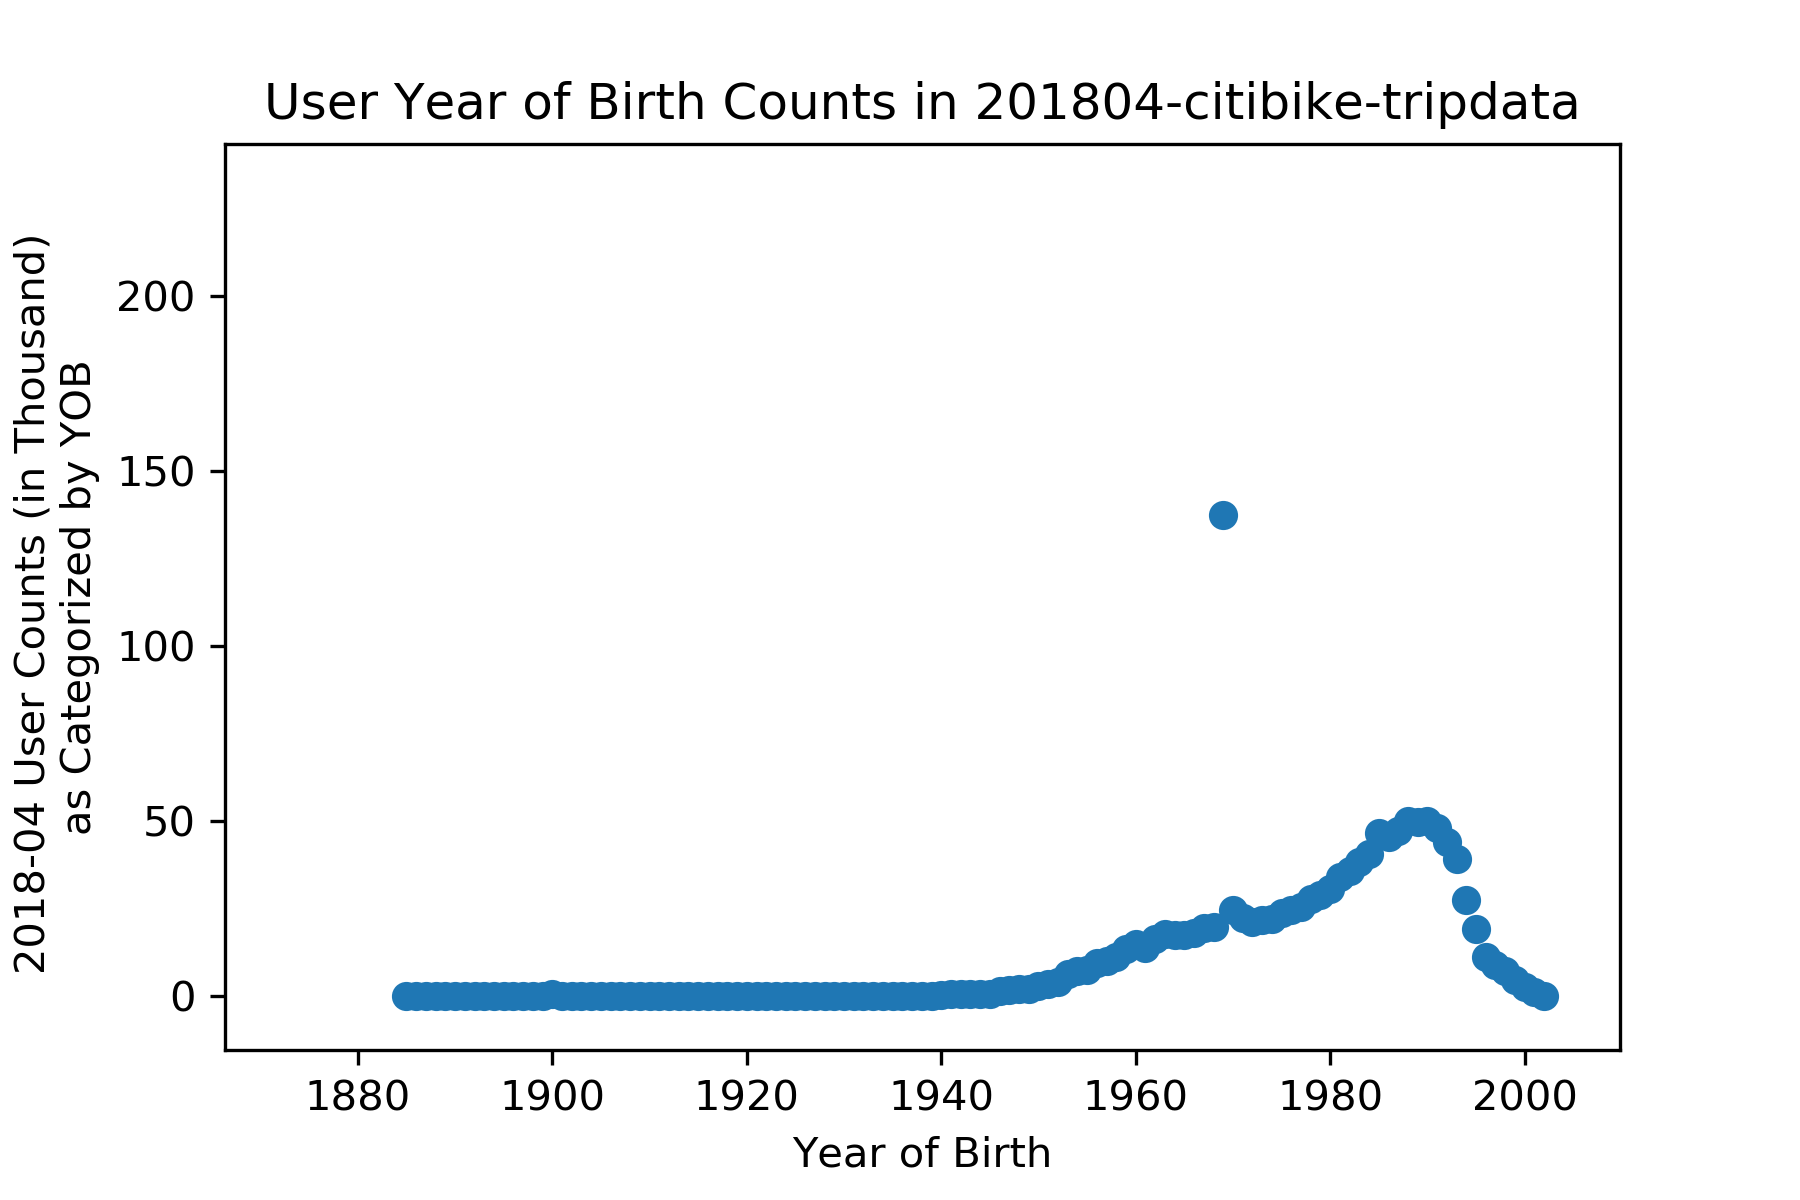 User Year of Birth Counts in 201804-citibike-tripdata
2018-04 User Counts (in Thousand)
as Categorized by YOB
200
150
100
50
0
1880 1900 1920 1940 1960 1980 2000
Year of Birth